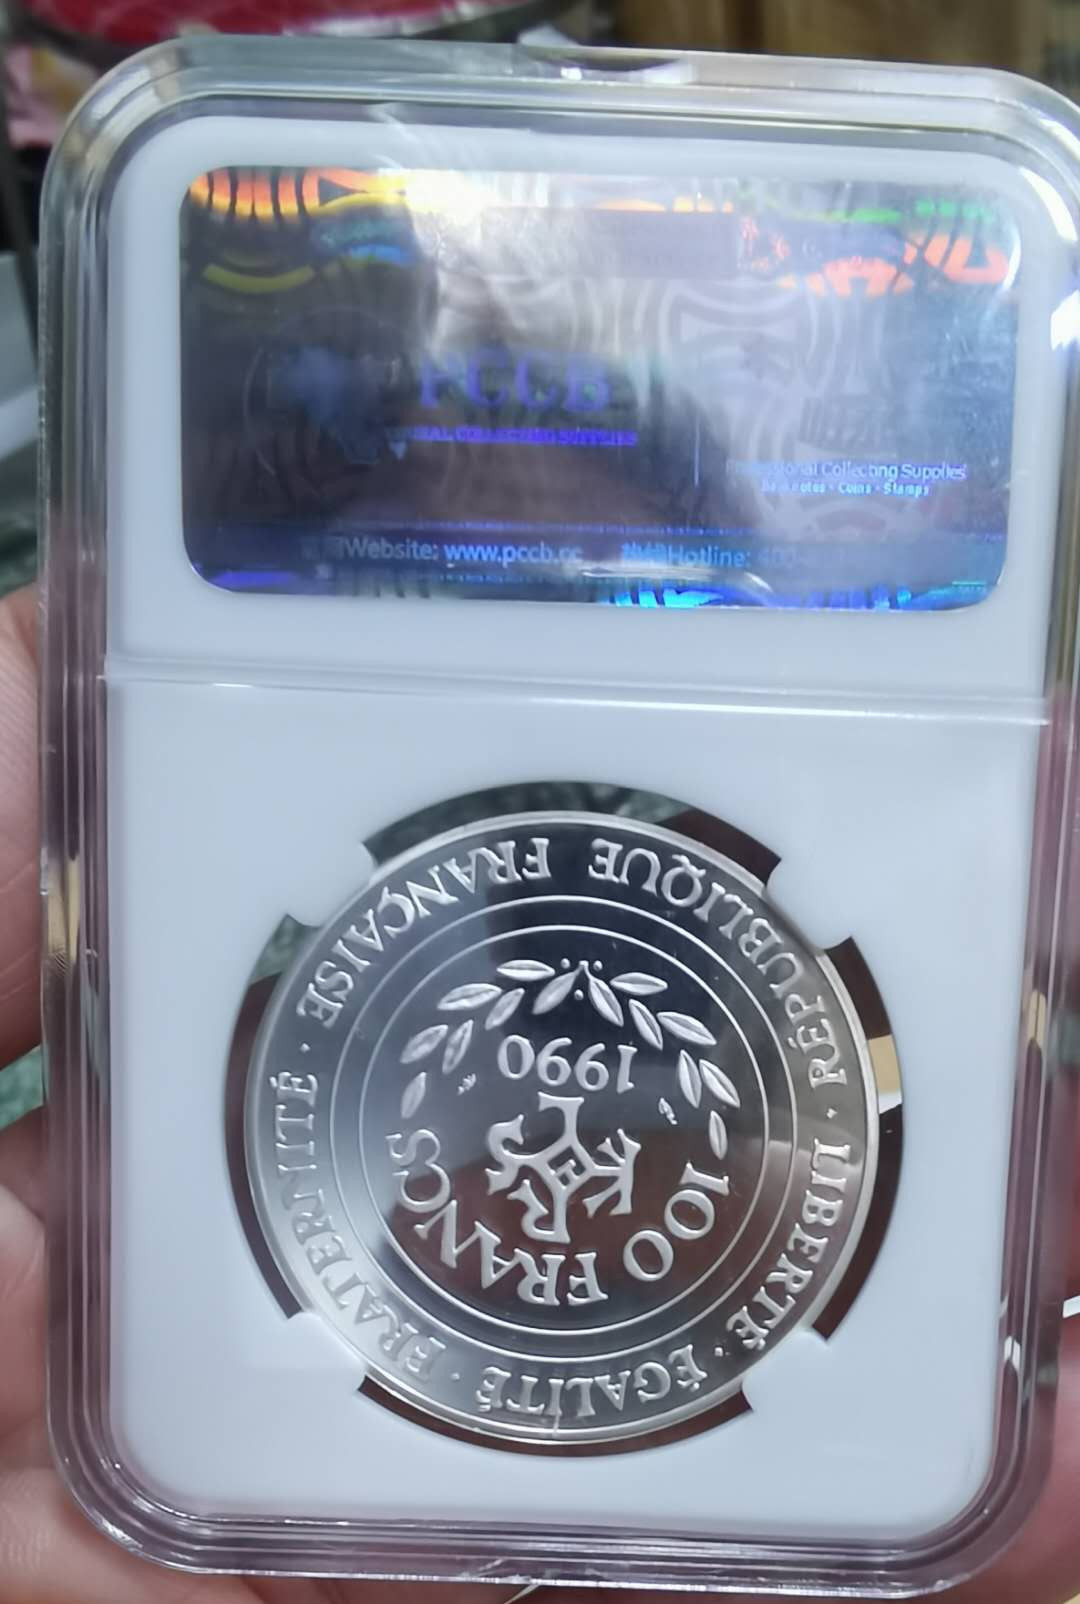 PCCB
Professional Collecting Supplies
Banknotes · Coins · Stamps
Website: www.pccb.cc Hotline: 400-
RÉPUBLIQUE FRANÇAISE
· LIBERTÉ · ÉGALITÉ · FRATERNITÉ ·
1990
100 FRANCS